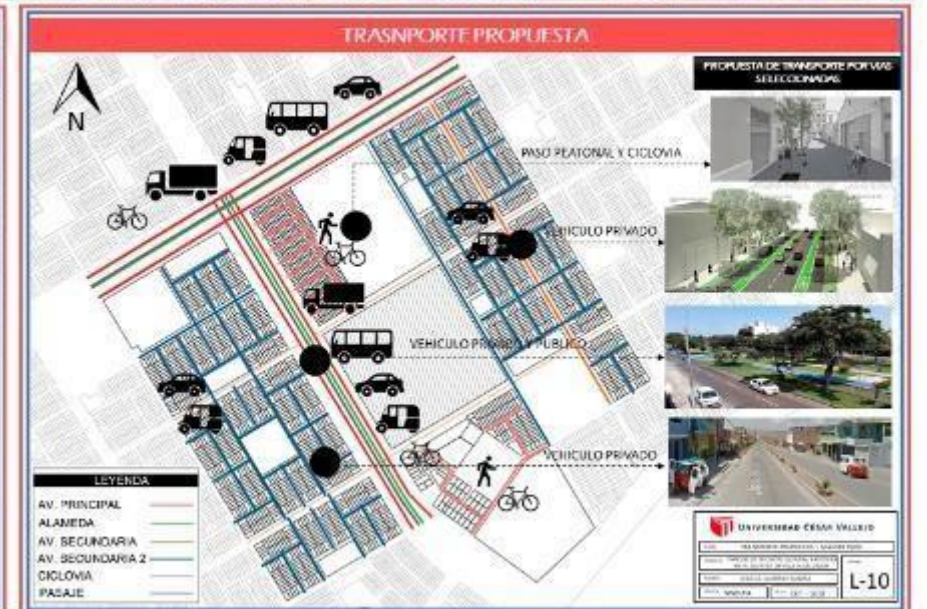 TRASNPORTE PROPUESTA
N
PROPUESTA DE TRANSPORTE POR VIAS
SELECCIONADAS
PASO PEATONAL Y CICLOVIA
VEHICULO PRIVADO
VEHICULO PRIVADO Y PUBLICO
VEHICULO PRIVADO
LEYENDA
AV. PRINCIPAL
ALAMEDA
AV. SECUNDARIA
AV. SECUNDARIA 2
CICLOVIA
PASAJE
UNIVERSIDAD CÉSAR VALLEJO
L-10